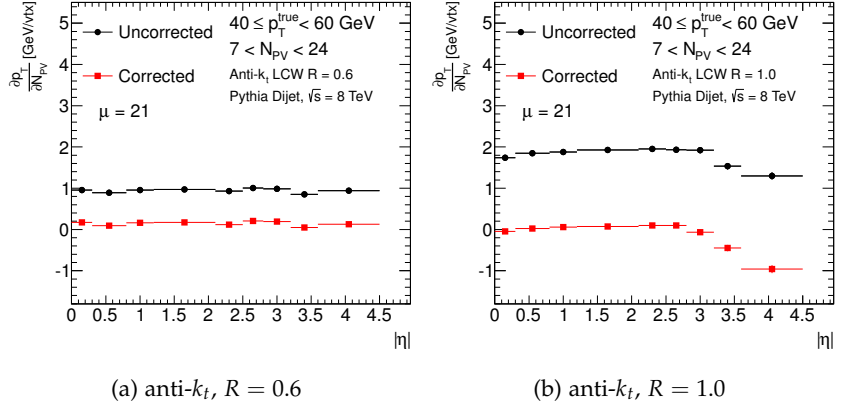 ∂p_T/∂N_PV [GeV/vtx]
5
4
3
2
1
0
-1
Uncorrected
Corrected
μ = 21
40 ≤ p_T^true < 60 GeV
7 < N_PV < 24
Anti-k_t LCW R = 0.6
Pythia Dijet, √s = 8 TeV
0 0.5 1 1.5 2 2.5 3 3.5 4 4.5
|η|
(a) anti-k_t, R = 0.6
∂p_T/∂N_PV [GeV/vtx]
5
4
3
2
1
0
-1
Uncorrected
Corrected
μ = 21
40 ≤ p_T^true < 60 GeV
7 < N_PV < 24
Anti-k_t LCW R = 1.0
Pythia Dijet, √s = 8 TeV
0 0.5 1 1.5 2 2.5 3 3.5 4 4.5
|η|
(b) anti-k_t, R = 1.0